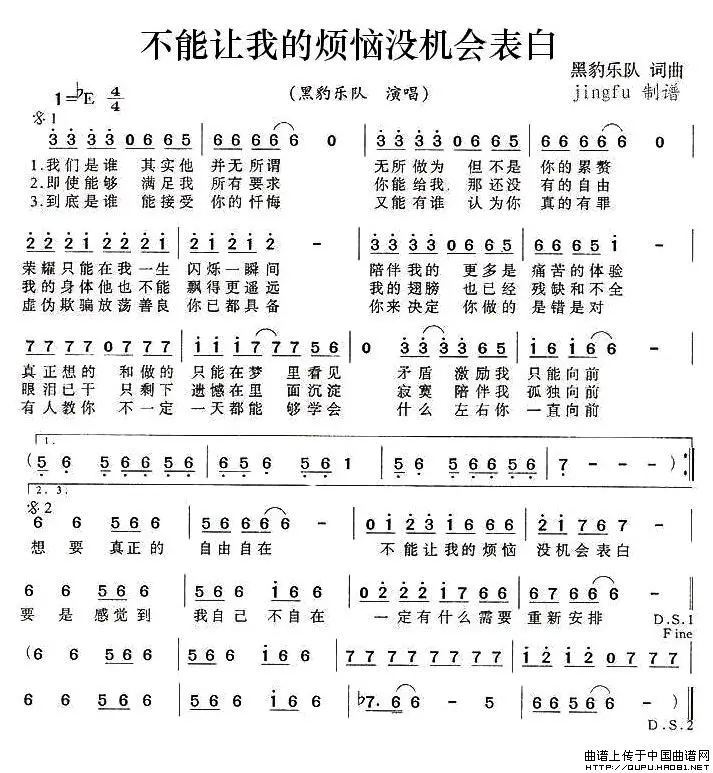 不能让我的烦恼没机会表白
黑豹乐队 词曲
1=♭E 4/4
(黑豹乐队 演唱)
jingfu 制谱
𝄋1
3 3 3 3 0 6 6 5 | 6 6 6 6 6 0 | 3 3 3 3 0 6 6 5 | 6 6 6 6 6 0
1.我们是谁 其实他 并无所谓 无所做为 但不是 你的累赘
2.即使能够 满足我 所有要求 你能给我 那还没 有的自由
3.到底是谁 能接受 你的忏悔 又能有谁 认为你 真的有罪
2 2 2 1 2 2 2 1 | 2 1 2 2 - | 3 3 3 3 0 6 6 5 | 6 6 6 5 1 -
荣耀只能在我一生 闪烁一瞬间 陪伴我的 更多是 痛苦的体验
我的身体他也不能 飘得更遥远 我的翅膀 也已经 残缺和不全
虚伪欺骗放荡善良 你已都具备 你来决定 你做的 是错是对
7 7 7 7 0 7 7 7 | 1 1 1 7 7 7 5 6 | 0 3 3 3 3 6 6 5 | 1 6 1 6 6 -
真正想的 和做的 只能在梦 里看见 矛盾 激励我 只能向前
眼泪已干 只剩下 遗憾在里 面沉淀 寂寞 陪伴我 孤独向前
有人教你 不一定 一天都能 够学会 什么 左右你 一直向前
1.
(5 6 5 6 6 5 6 | 5 6 6 5 6 1 | 5 6 5 6 6 5 6 | 7 - - -) :‖
2. 3.
𝄋2
6 6 5 6 6 | 5 6 6 6 6 - | 0 1 2 3 1 6 6 6 | 2 1 7 6 7 -
想 要 真正的 自由自在 不能让我的烦恼 没机会表白
6 6 5 6 6 | 5 6 6 1 6 6 | 0 2 2 2 1 7 6 6 | 6 7 6 6 6 -
要 是 感觉到 我自己 不自在 一定有什么需要 重新安排
D.S.1
Fine
(6 6 5 6 6 | 5 6 6 1 6 6 | 7 7 7 7 7 7 7 7 | 1 2 1 2 0 7 7 7
6 6 5 6 6 | 5 6 6 1 6 6 | ♭7. 6 6 - | 5 6 6 6 6 -)
D.S.2
曲谱上传于中国曲谱网
HTTP://QUPU.HAO81.NET